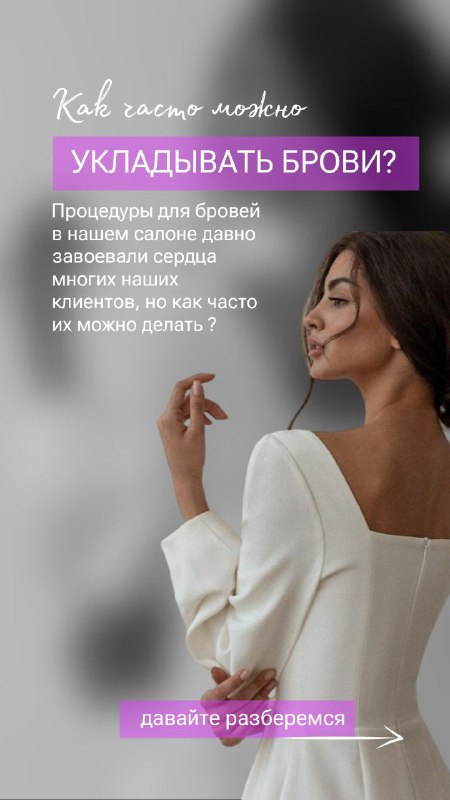 Как часто можно
УКЛАДЫВАТЬ БРОВИ?
Процедуры для бровей
в нашем салоне давно
завоевали сердца
многих наших
клиентов, но как часто
их можно делать ?
давайте разберемся